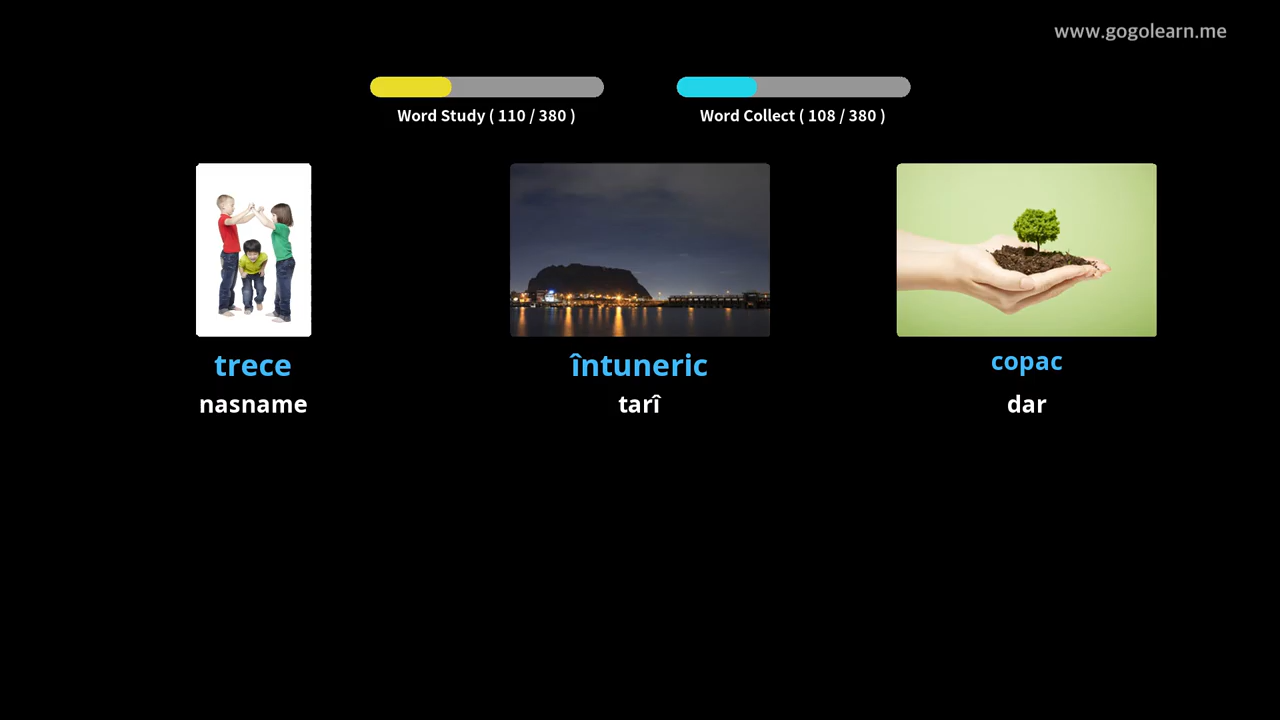 www.gogolearn.me
Word Study ( 110 / 380 )
Word Collect ( 108 / 380 )
trece
nasname
întuneric
tarî
copac
dar